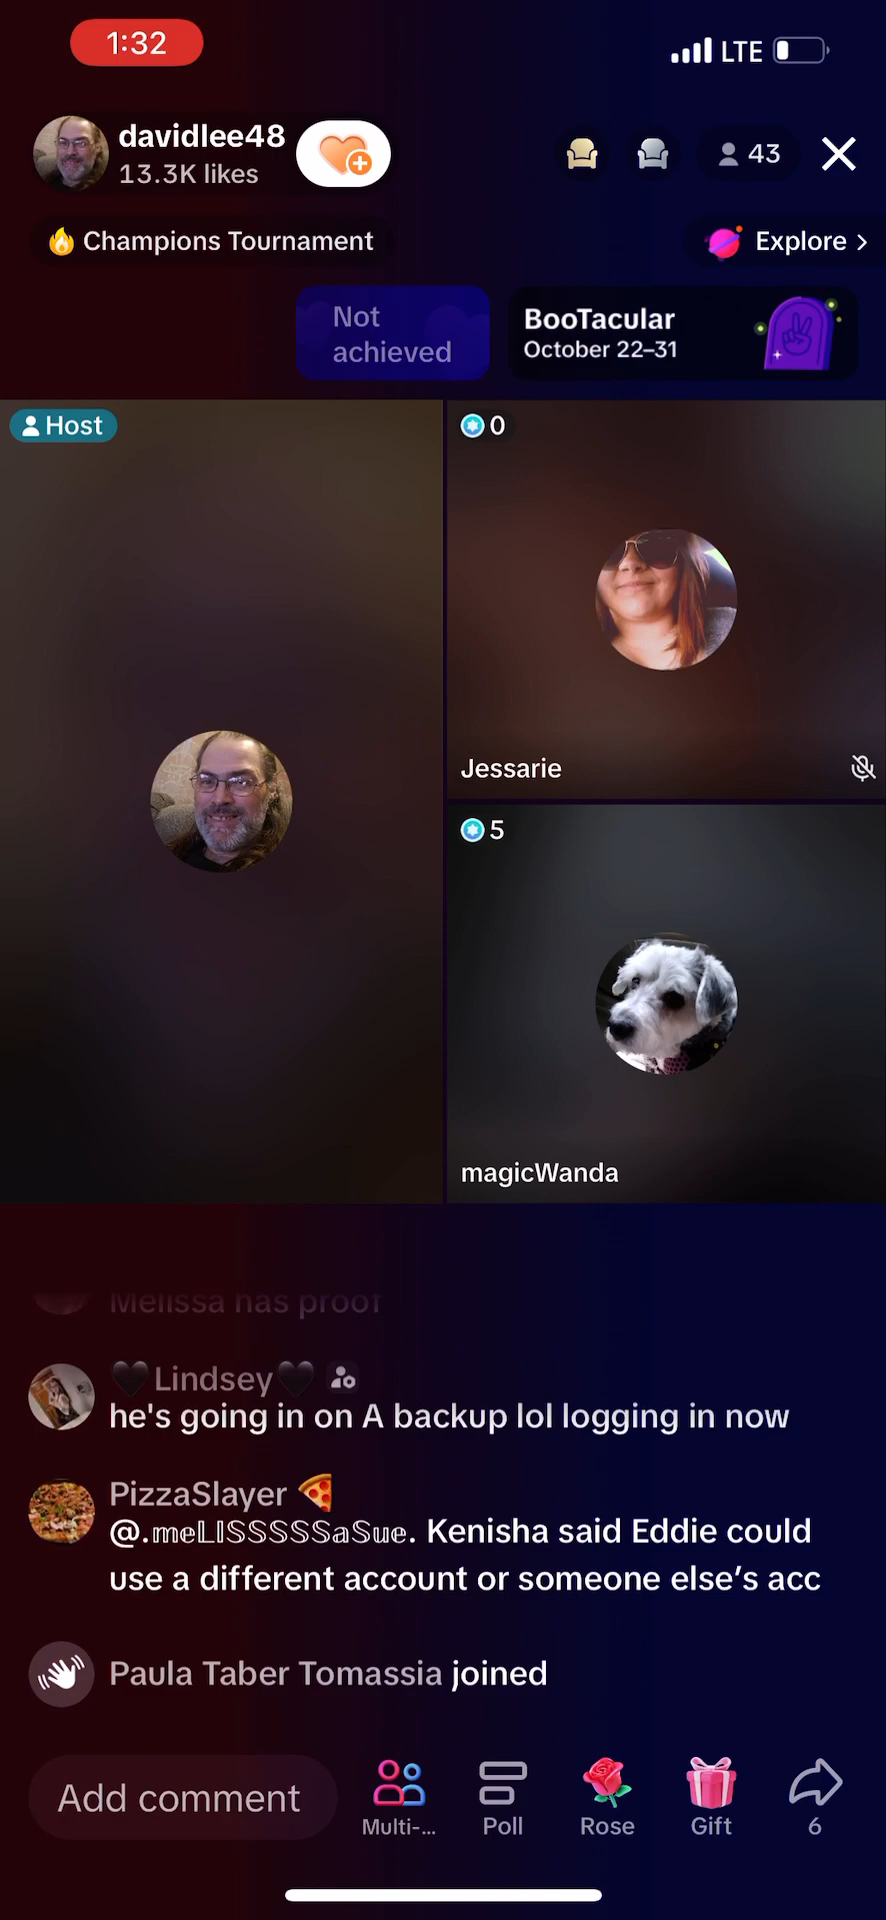 1:32
LTE
davidlee48
13.3K likes
43
🔥 Champions Tournament
Explore >
Not
achieved
BooTacular
October 22–31
Host
0
Jessarie
5
magicWanda
Melissa has proof
🖤Lindsey🖤
he's going in on A backup lol logging in now
PizzaSlayer 🍕
@.𝕞𝕖𝕃𝕀𝕊𝕊𝕊𝕊𝕊𝕒𝕊𝕦𝕖. Kenisha said Eddie could
use a different account or someone else’s acc
Paula Taber Tomassia joined
Add comment
Multi-...
Poll
Rose
Gift
6